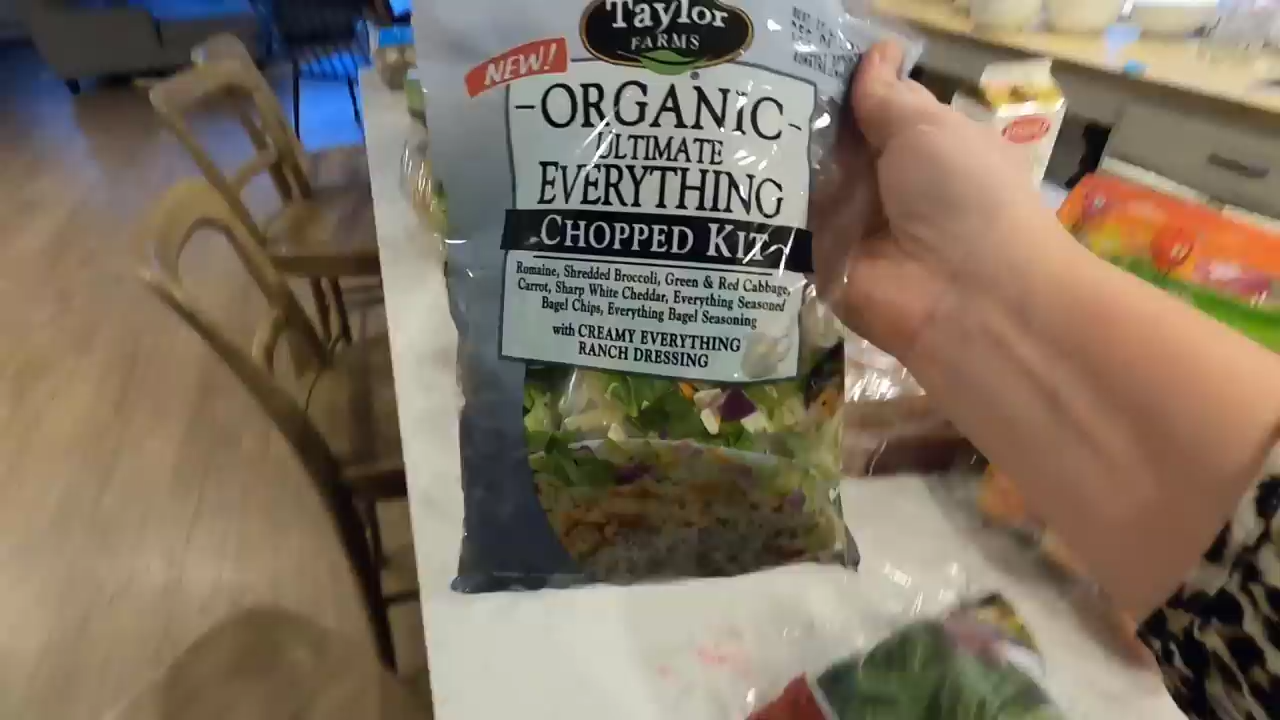 Taylor
FARMS
NEW!
-ORGANIC-
ULTIMATE
EVERYTHING
CHOPPED KIT
Romaine, Shredded Broccoli, Green & Red Cabbage,
Carrot, Sharp White Cheddar, Everything Seasoned
Bagel Chips, Everything Bagel Seasoning
with CREAMY EVERYTHING
RANCH DRESSING